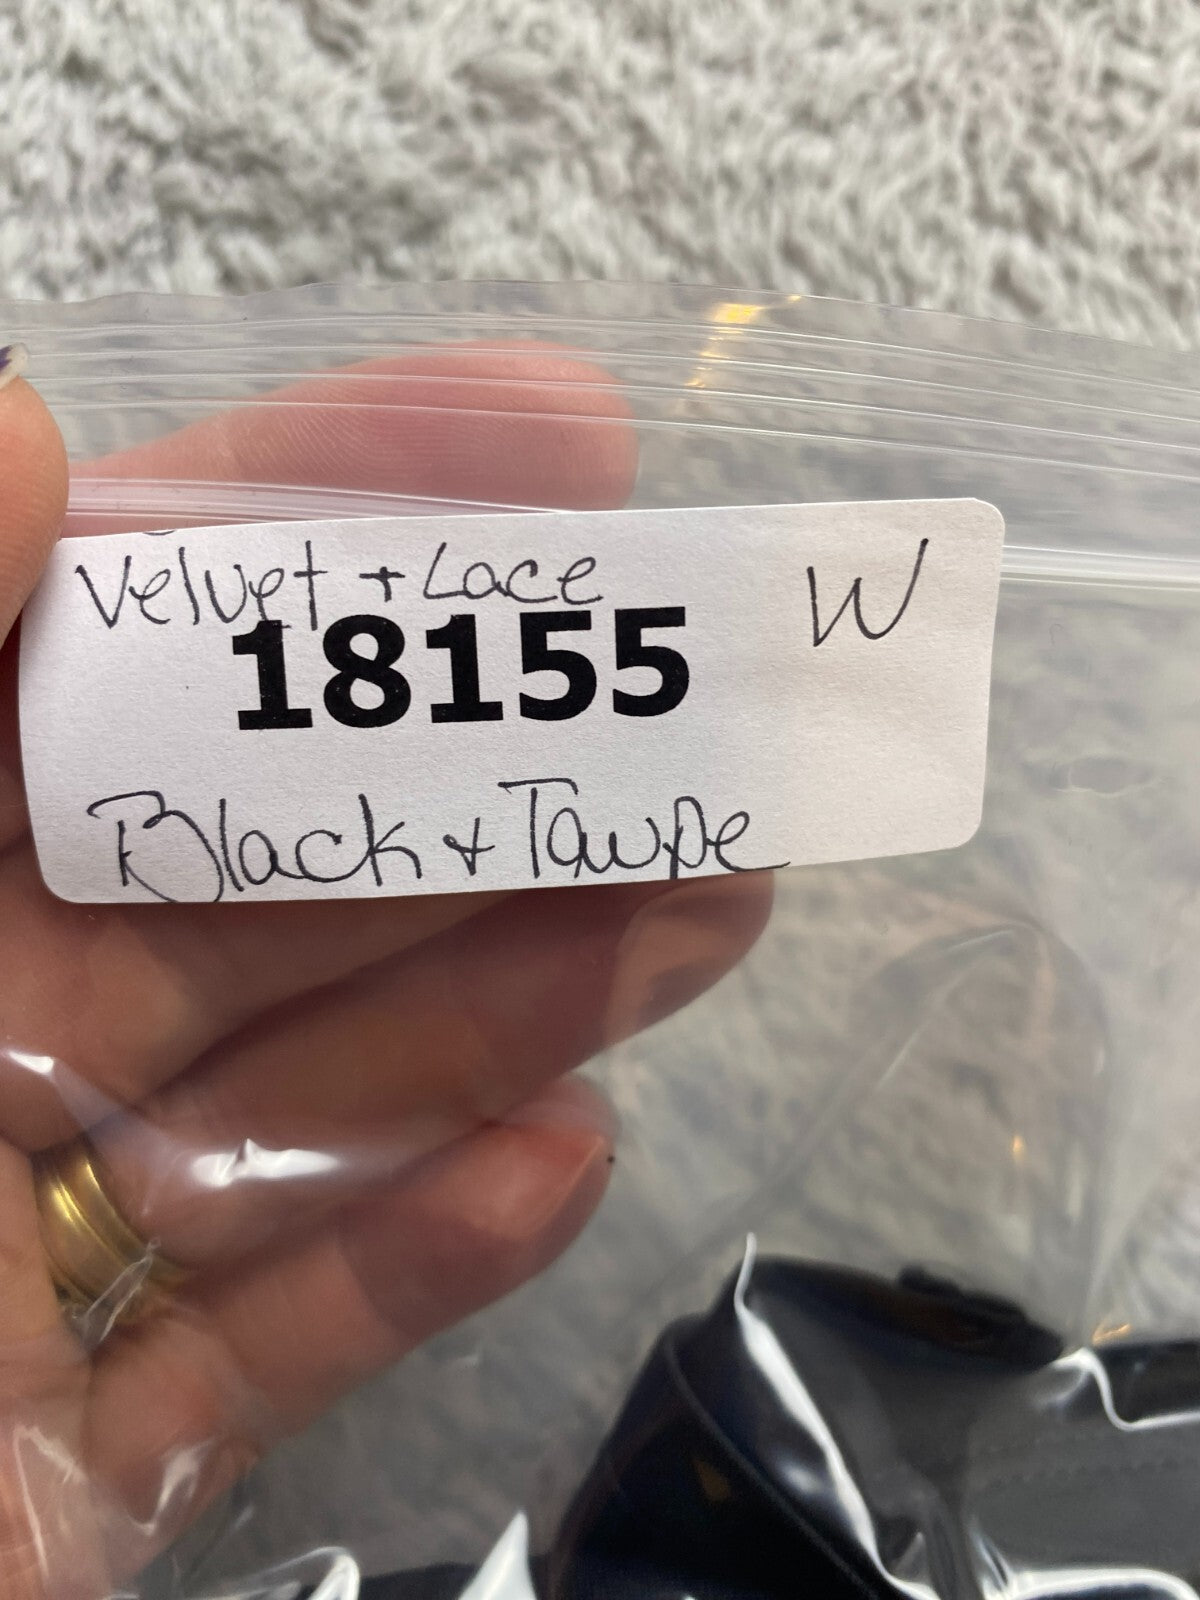 Velvet + Lace W
18155
Black + Taupe